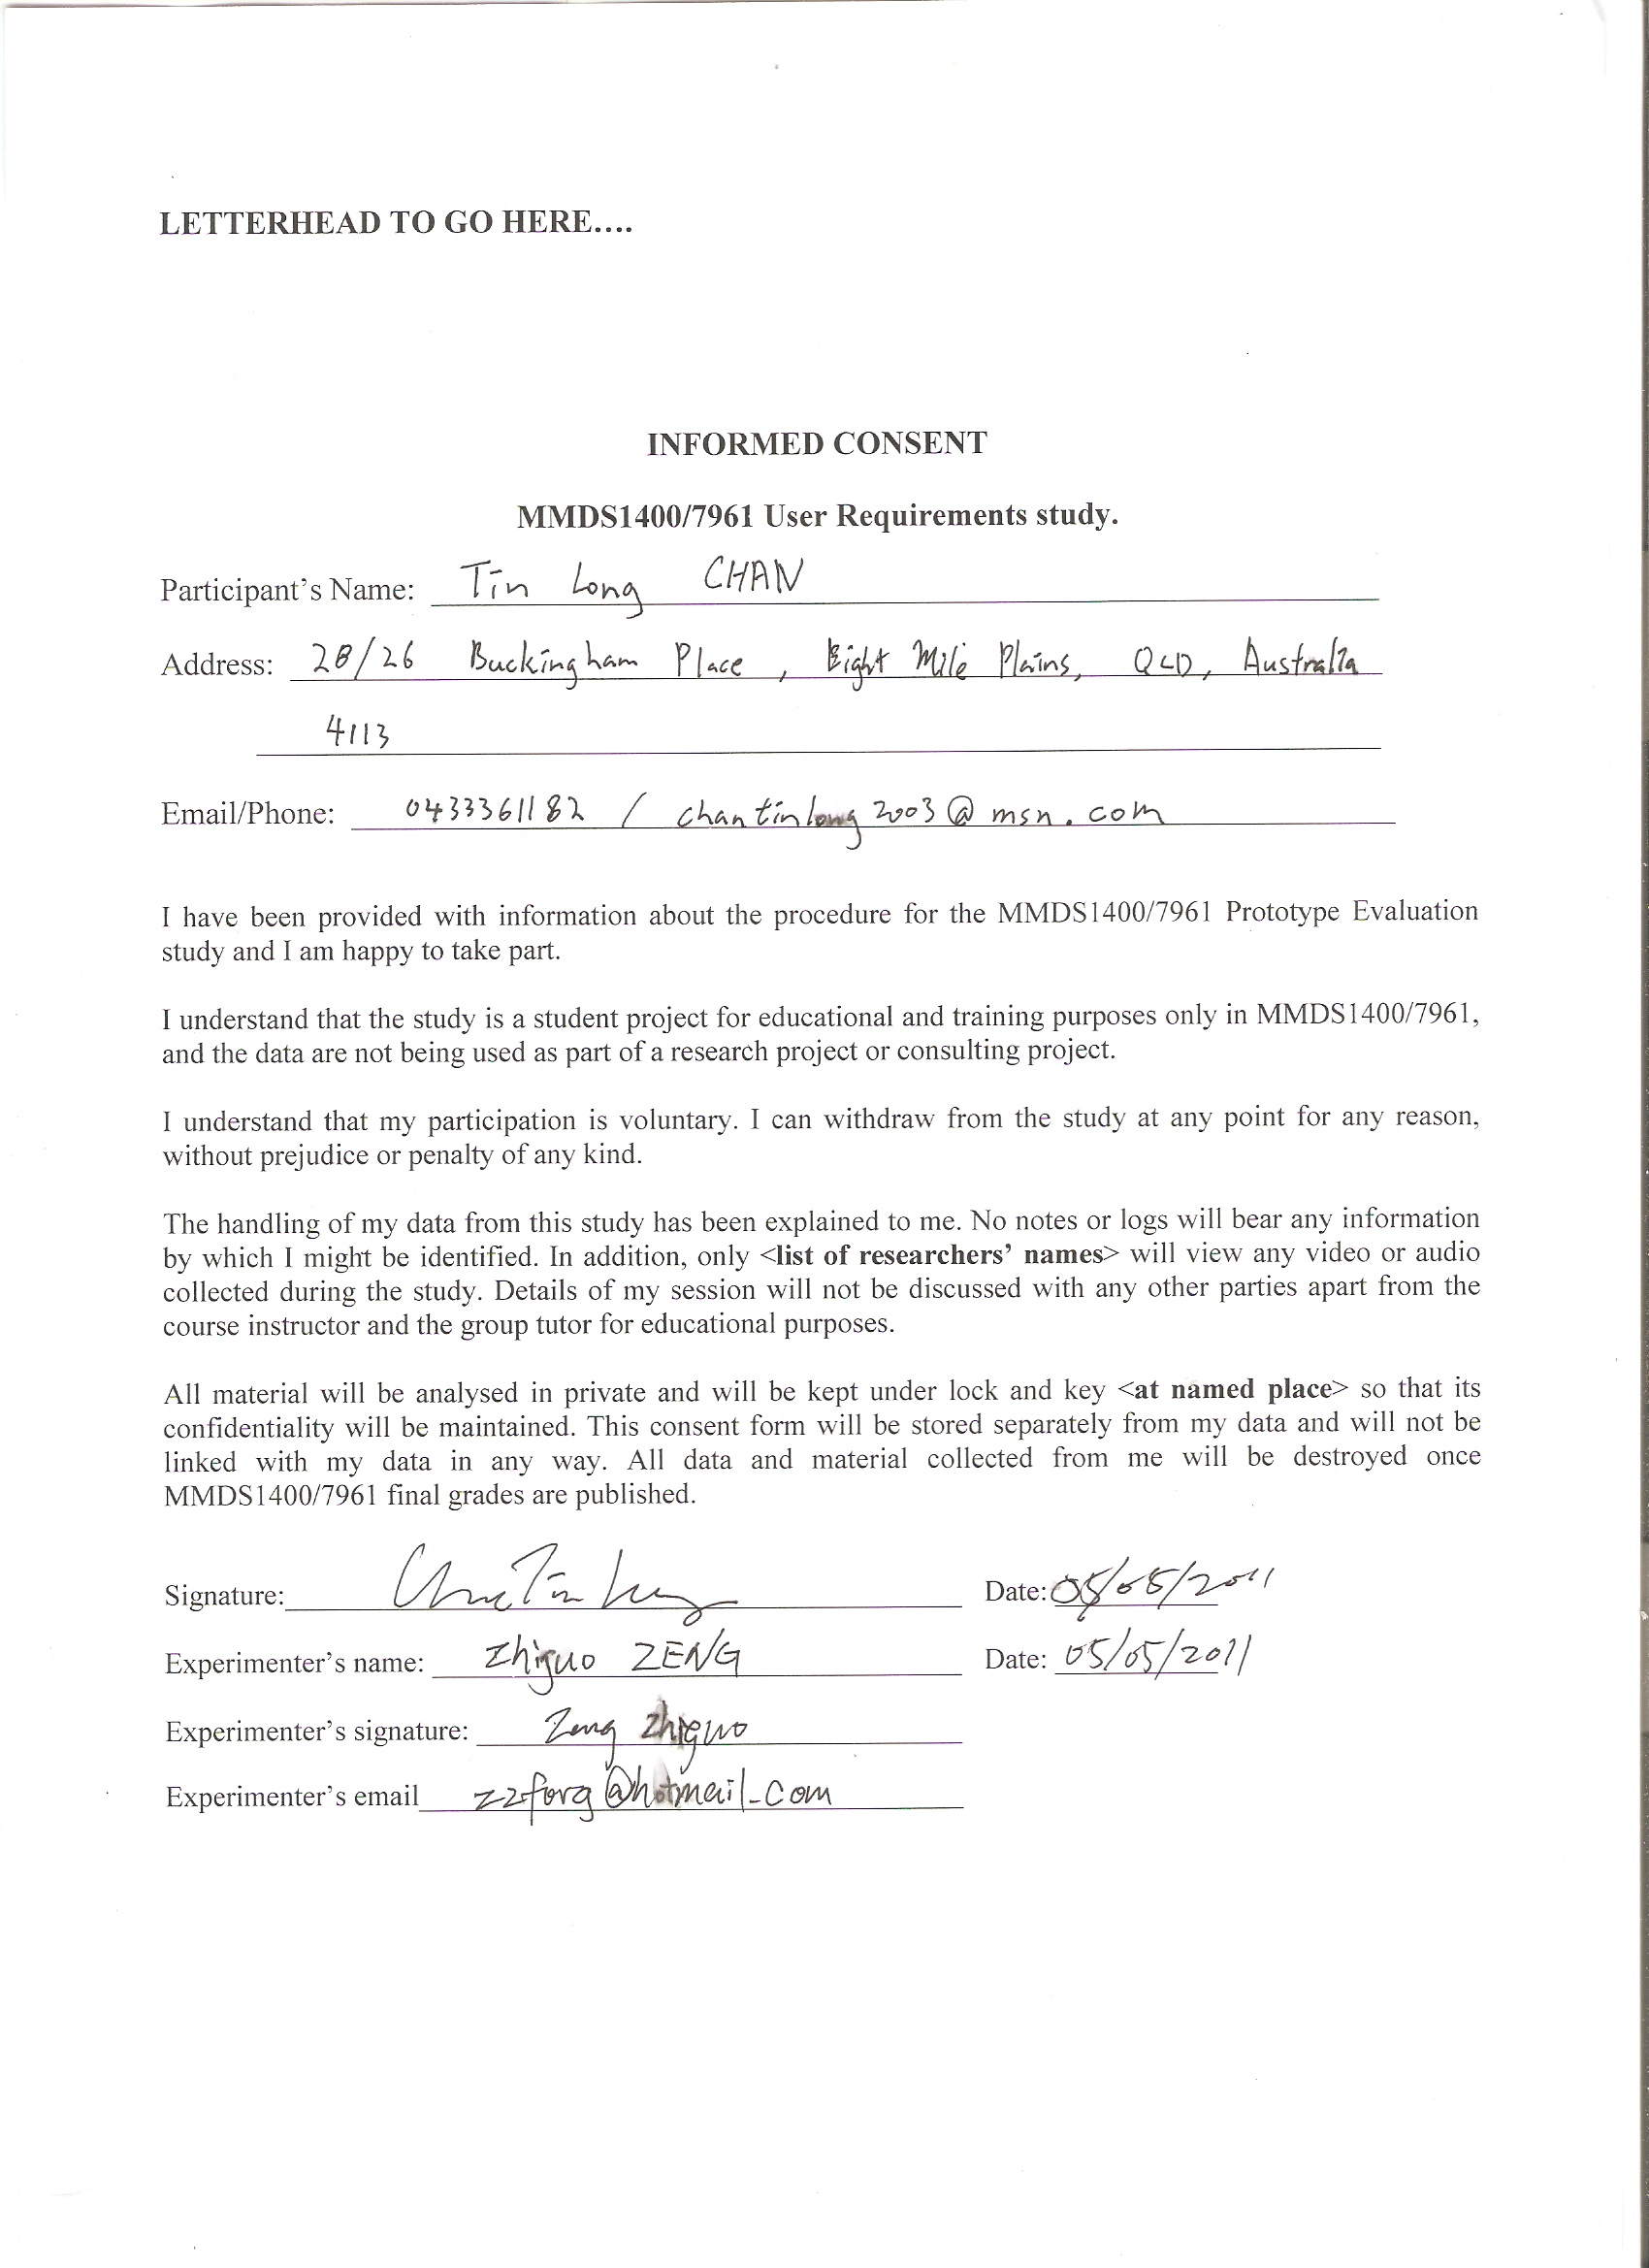 LETTERHEAD TO GO HERE....
INFORMED CONSENT
MMDS1400/7961 User Requirements study.
Participant's Name: Tin Long CHAN
Address: 28/26 Buckingham Place, Eight Mile Plains, QLD, Australia
4113
Email/Phone: 0433361182 / chantinlong2003@msn.com
I have been provided with information about the procedure for the MMDS1400/7961 Prototype Evaluation
study and I am happy to take part.
I understand that the study is a student project for educational and training purposes only in MMDS1400/7961,
and the data are not being used as part of a research project or consulting project.
I understand that my participation is voluntary. I can withdraw from the study at any point for any reason,
without prejudice or penalty of any kind.
The handling of my data from this study has been explained to me. No notes or logs will bear any information
by which I might be identified. In addition, only <list of researchers' names> will view any video or audio
collected during the study. Details of my session will not be discussed with any other parties apart from the
course instructor and the group tutor for educational purposes.
All material will be analysed in private and will be kept under lock and key <at named place> so that its
confidentiality will be maintained. This consent form will be stored separately from my data and will not be
linked with my data in any way. All data and material collected from me will be destroyed once
MMDS1400/7961 final grades are published.
Signature: Date: 05/05/2011
Experimenter's name: Zhiguo ZENG Date: 05/05/2011
Experimenter's signature: Zeng Zhiguo
Experimenter's email @hotmail.com